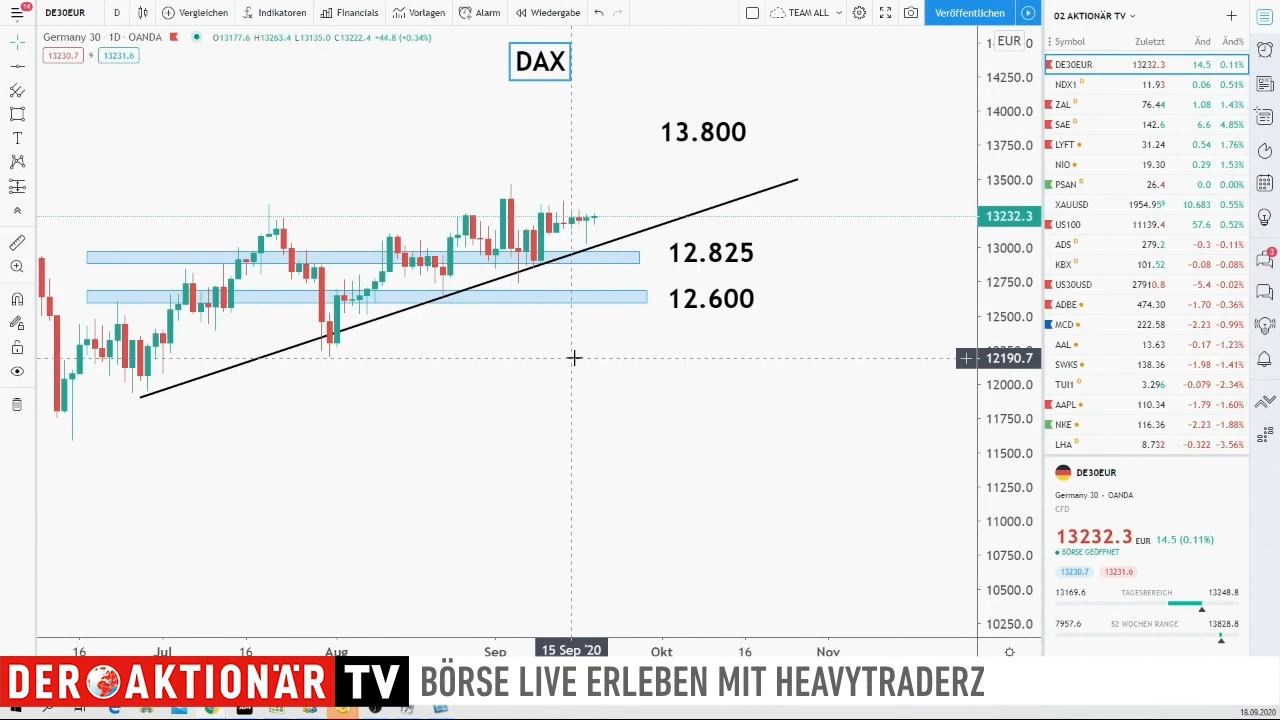 14
DE30EUR
D
Vergleichen
Indikatoren
Financials
Vorlagen
Alarm
Wiedergabe
TEAM ALL
Veröffentlichen
Germany 30 · 1D · OANDA
O13177.6 H13263.4 L13135.0 C13222.4 +44.8 (+0.34%)
13230.7 9 13231.6
DAX
13.800
12.825
12.600
EUR
14250.0
14000.0
13750.0
13500.0
13232.3
13000.0
12750.0
12500.0
12190.7
12000.0
11750.0
11500.0
11250.0
11000.0
10750.0
10500.0
10250.0
16 Jul 16 Aug Sep 15 Sep '20 Okt 16 Nov
02 AKTIONÄR TV
Symbol Zuletzt Änd Änd%
DE30EUR 13232.3 14.5 0.11%
NDX1 D 11.93 0.06 0.51%
ZAL D 76.44 1.08 1.43%
SAE D 142.6 6.6 4.85%
LYFT 31.24 0.54 1.76%
NIO 19.30 0.29 1.53%
PSAN D 26.4 0.0 0.00%
XAUUSD 1954.959 10.683 0.55%
US100 11139.4 57.6 0.52%
ADS D 279.2 −0.3 −0.11%
KBX D 101.52 −0.08 −0.08%
US30USD 27910.8 −5.4 −0.02%
ADBE 474.30 −1.70 −0.36%
MCD 222.58 −2.23 −0.99%
AAL 13.63 −0.17 −1.23%
SWKS 138.36 −1.98 −1.41%
TUI1 D 3.296 −0.079 −2.34%
AAPL 110.34 −1.79 −1.60%
NKE 116.36 −2.23 −1.88%
LHA D 8.732 −0.322 −3.56%
3
DE30EUR
Germany 30 · OANDA
CFD
13232.3 EUR 14.5 (0.11%)
BÖRSE GEÖFFNET
13230.7 13231.6
13169.6 TAGESBEREICH 13248.8
7957.6 52 WOCHEN RANGE 13828.8
DER AKTIONÄR TV BÖRSE LIVE ERLEBEN MIT HEAVYTRADERZ
18.09.2020